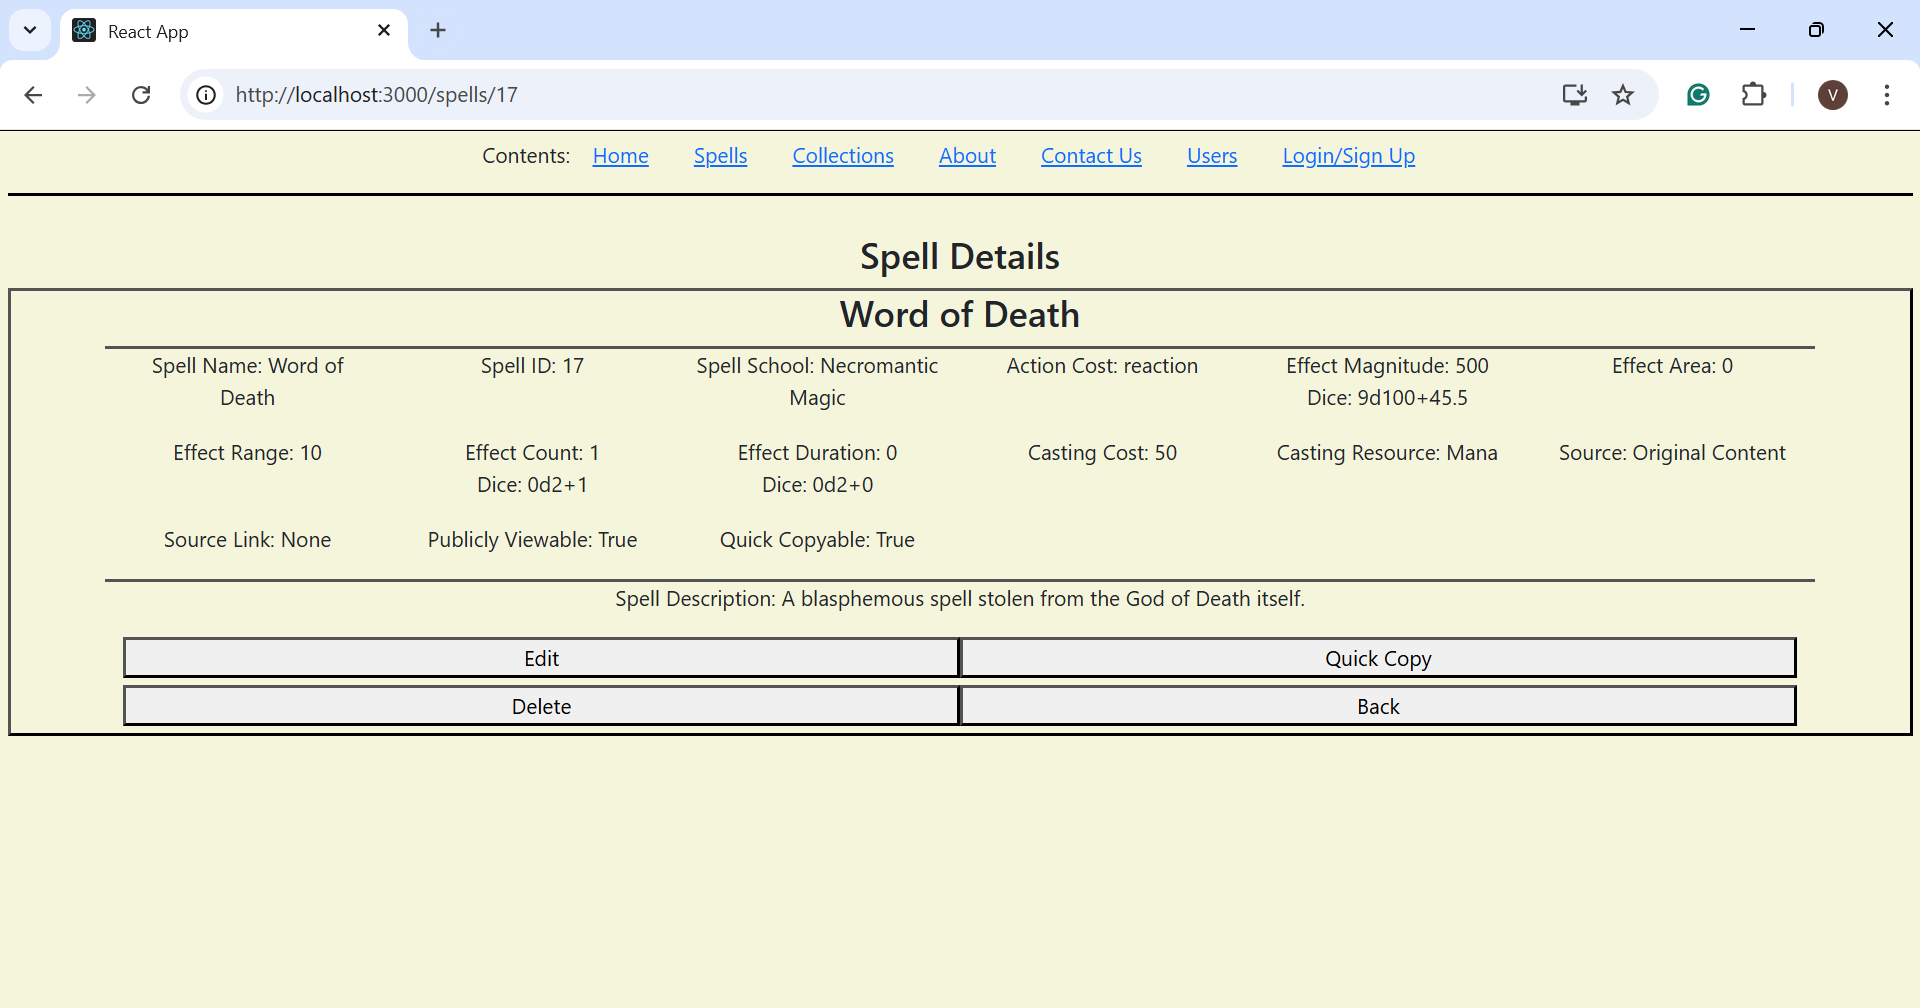 React App
http://localhost:3000/spells/17
V
Contents: Home Spells Collections About Contact Us Users Login/Sign Up
Spell Details
Word of Death
Spell Name: Word of
Death
Spell ID: 17
Spell School: Necromantic
Magic
Action Cost: reaction
Effect Magnitude: 500
Dice: 9d100+45.5
Effect Area: 0
Effect Range: 10
Effect Count: 1
Dice: 0d2+1
Effect Duration: 0
Dice: 0d2+0
Casting Cost: 50
Casting Resource: Mana
Source: Original Content
Source Link: None
Publicly Viewable: True
Quick Copyable: True
Spell Description: A blasphemous spell stolen from the God of Death itself.
Edit
Quick Copy
Delete
Back